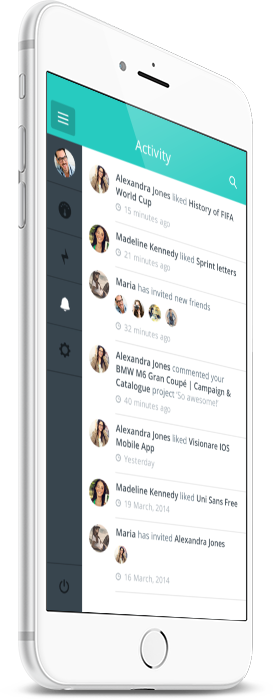 Activity
Alexandra Jones liked History of FIFA
World Cup
15 minutes ago
Madeline Kennedy liked Sprint letters
21 minutes ago
Maria has invited new friends
32 minutes ago
Alexandra Jones commented your
BMW M6 Gran Coupé | Campaign &
Catalogue project 'So awesome!'
40 minutes ago
Alexandra Jones liked Visionare IOS
Mobile App
Yesterday
Madeline Kennedy liked Uni Sans Free
19 March, 2014
Maria has invited Alexandra Jones
16 March, 2014